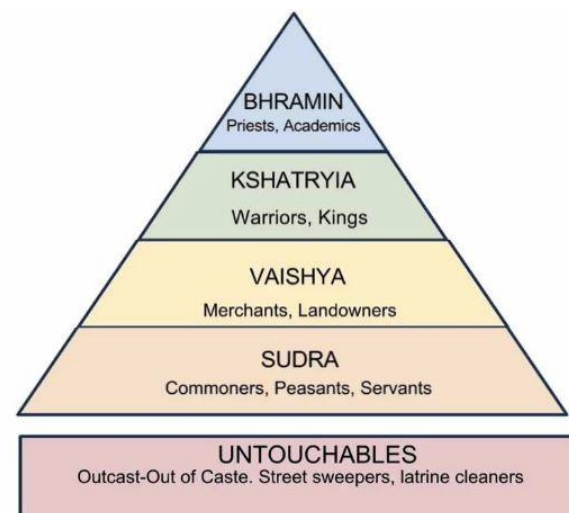 BHRAMIN
Priests, Academics
KSHATRYIA
Warriors, Kings
VAISHYA
Merchants, Landowners
SUDRA
Commoners, Peasants, Servants
UNTOUCHABLES
Outcast-Out of Caste. Street sweepers, latrine cleaners